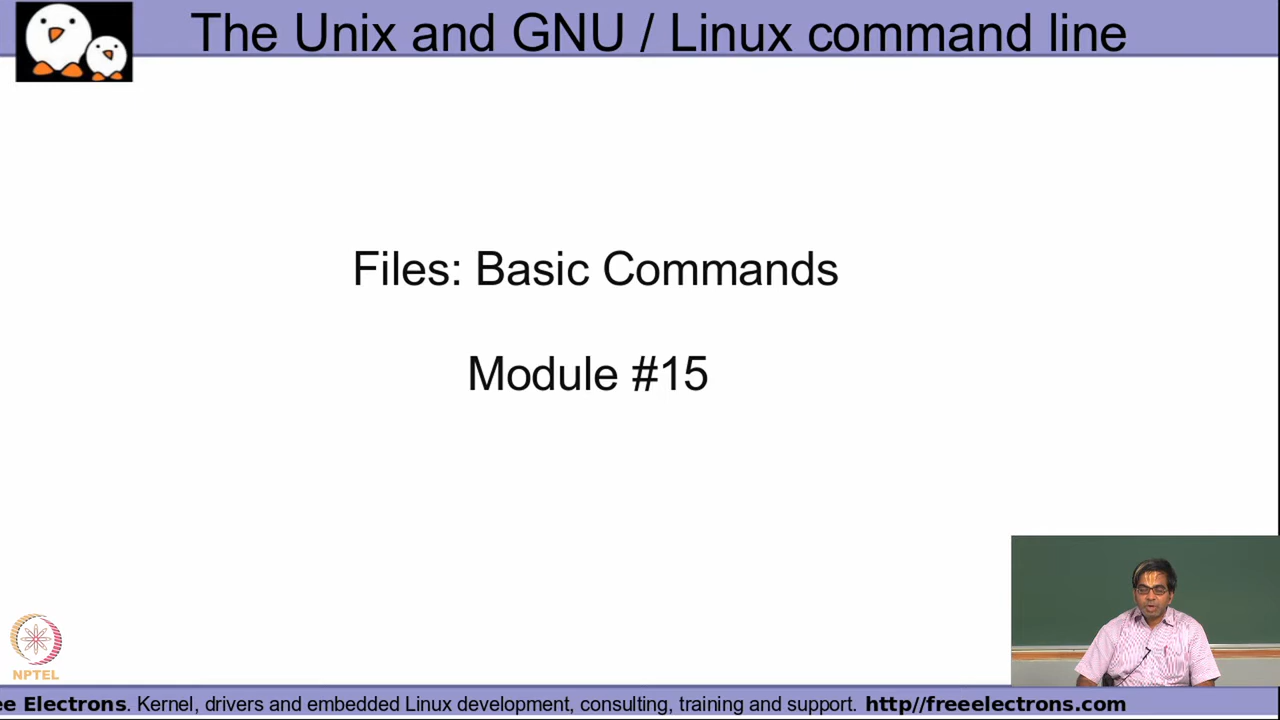 The Unix and GNU / Linux command line
Files: Basic Commands
Module #15
NPTEL
ee Electrons. Kernel, drivers and embedded Linux development, consulting, training and support. http//freeelectrons.com